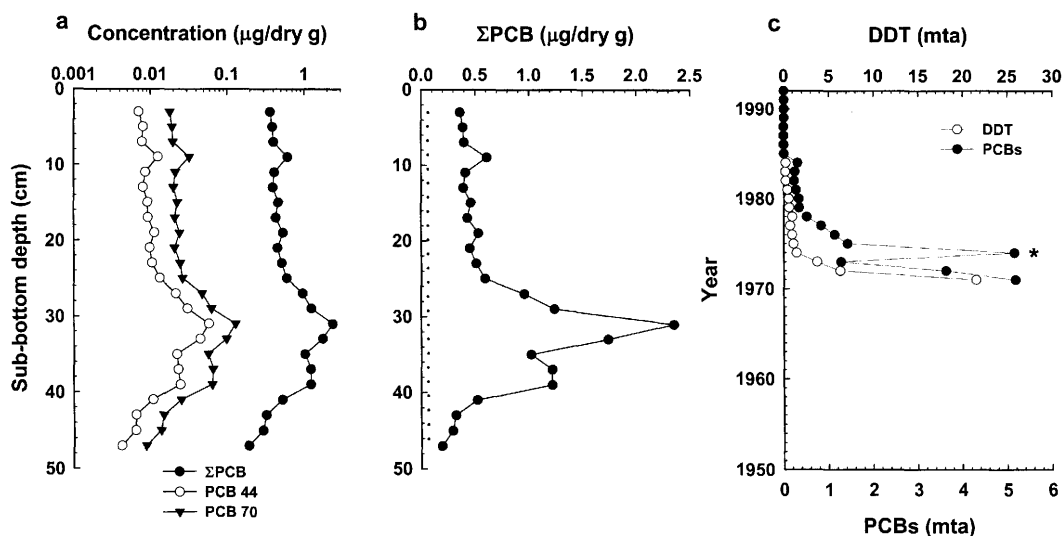 a
Concentration (μg/dry g)
0.001 0.01 0.1 1
0
10
20
30
40
50
Sub-bottom depth (cm)
ΣPCB
PCB 44
PCB 70
b
ΣPCB (μg/dry g)
0.0 0.5 1.0 1.5 2.0 2.5
0
10
20
30
40
50
c
DDT (mta)
0 5 10 15 20 25 30
1990
1980
1970
1960
1950
Year
DDT
PCBs
*
0 1 2 3 4 5 6
PCBs (mta)